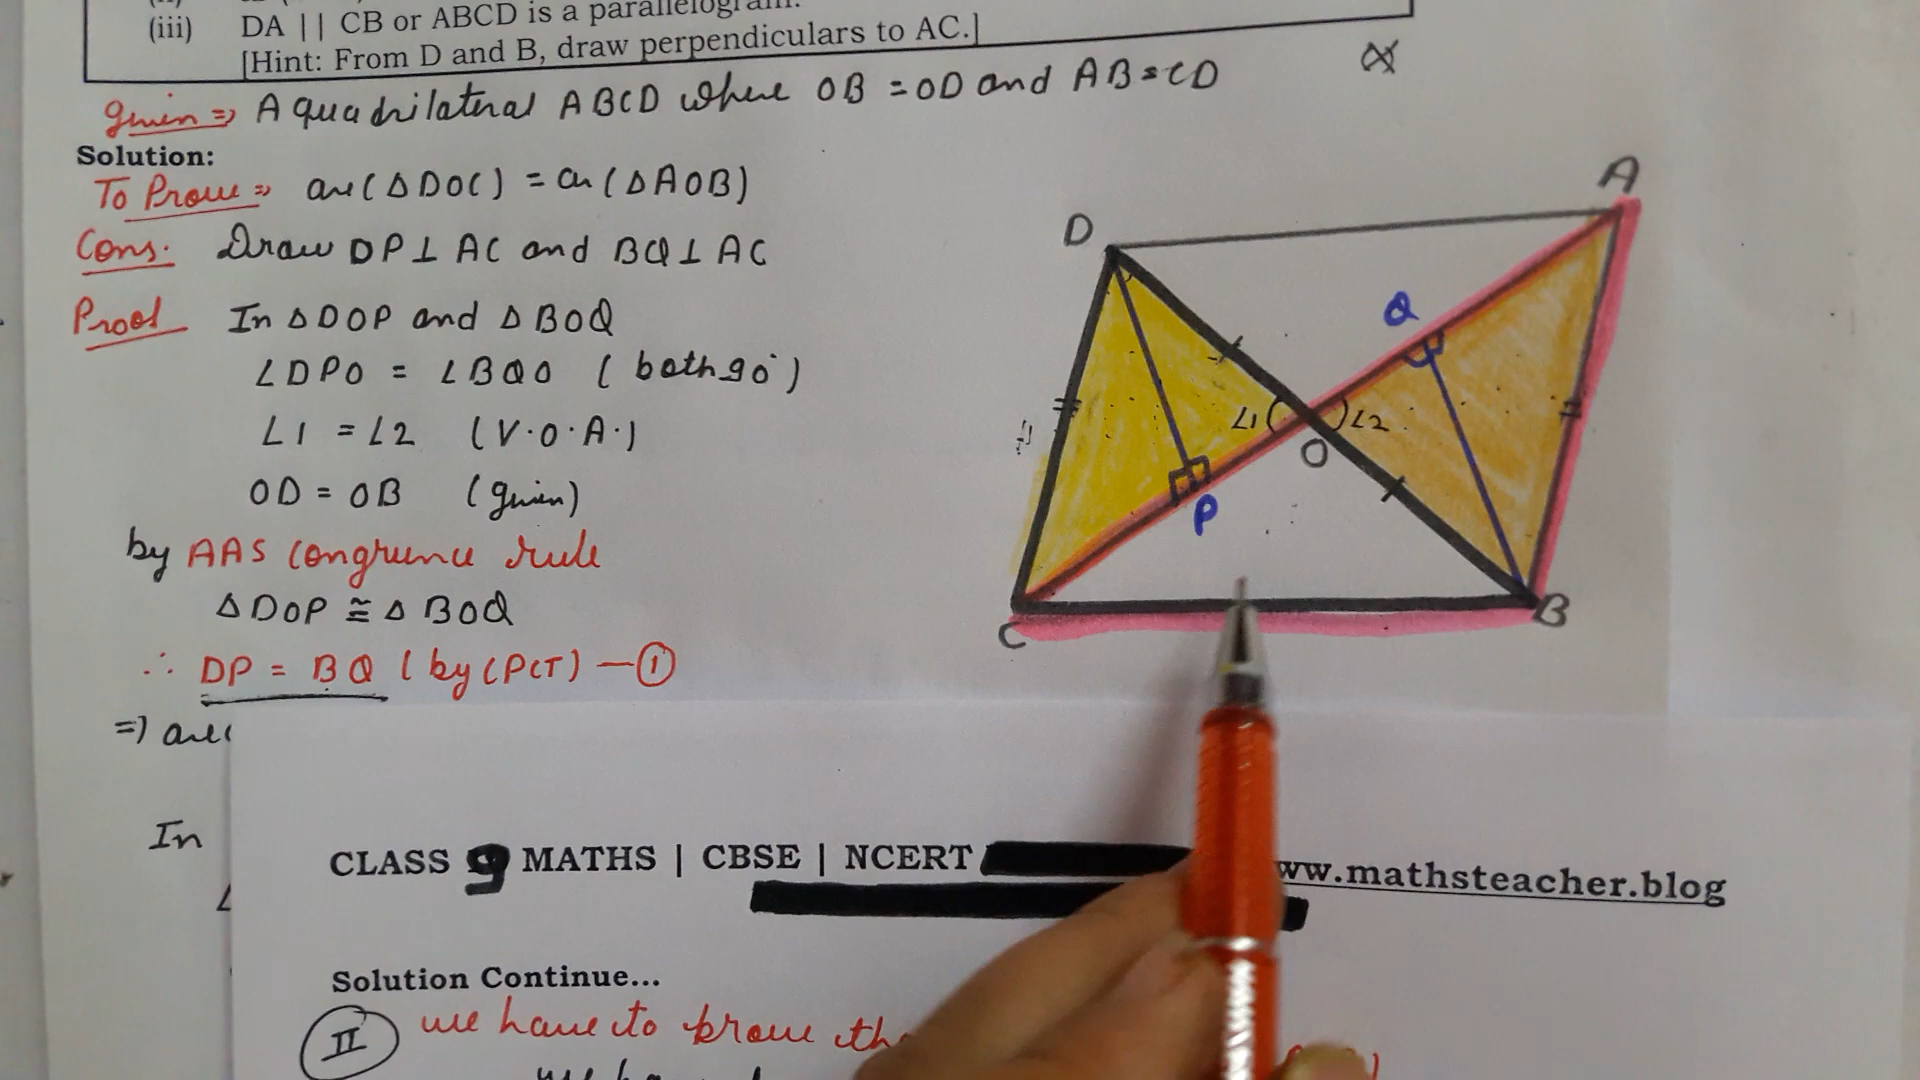 (iii) DA || CB or ABCD is a parallelogram.
[Hint: From D and B, draw perpendiculars to AC.]
given => A quadrilateral ABCD where OB = OD and AB = CD
Solution:
To Prove => are(ΔDOC) = ar(ΔAOB)
Cons. Draw DP⊥AC and BQ⊥AC
Proof In ΔDOP and ΔBOQ
∠DPO = ∠BQO (both 90°)
∠1 = ∠2 (V.O.A.)
OD = OB (given)
by AAS congruence rule
ΔDOP ≅ ΔBOQ
∴ DP = BQ (by CPCT) —①
=> are(
In
∠
A
D
Q
∠1
∠2
O
P
C
B
CLASS 9 MATHS | CBSE | NCERT
ww.mathsteacher.blog
Solution Continue...
II we have to prove th
we ha